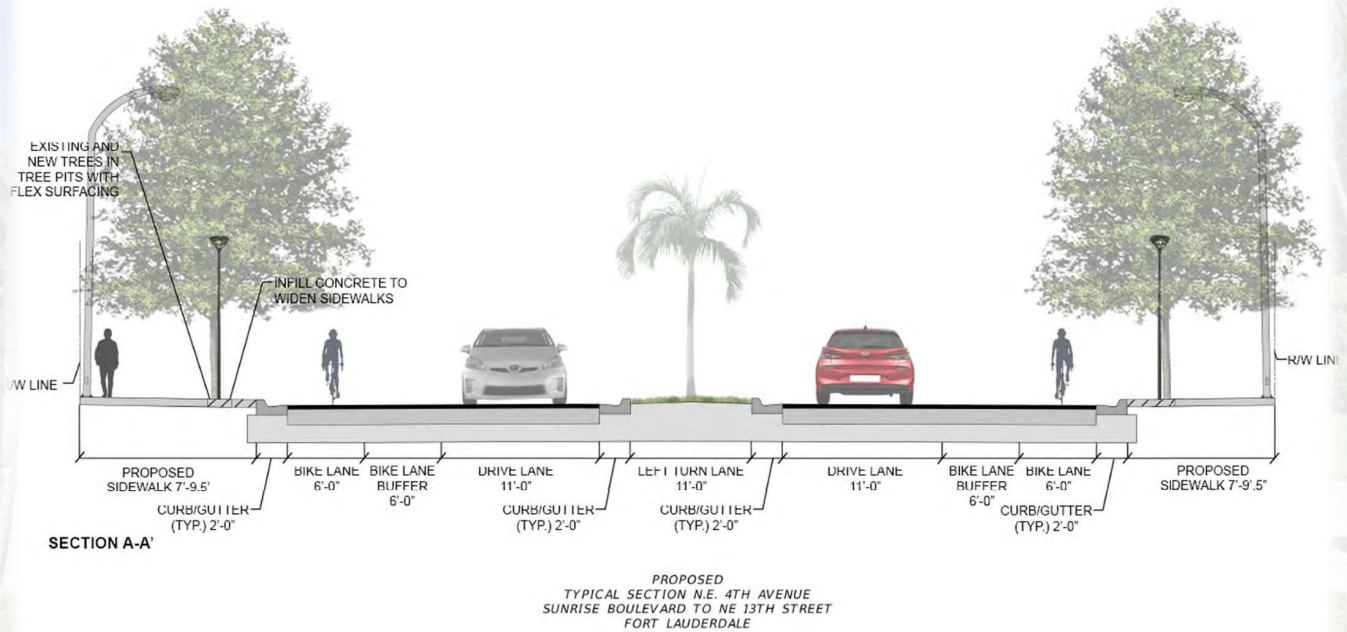 EXISTING AND
NEW TREES IN
TREE PITS WITH
FLEX SURFACING
INFILL CONCRETE TO
WIDEN SIDEWALKS
/W LINE
R/W LINE
PROPOSED
SIDEWALK 7'-9.5'
CURB/GUTTER
(TYP.) 2'-0"
BIKE LANE
6'-0"
BIKE LANE
BUFFER
6'-0"
DRIVE LANE
11'-0"
CURB/GUTTER
(TYP.) 2'-0"
LEFT TURN LANE
11'-0"
CURB/GUTTER
(TYP.) 2'-0"
DRIVE LANE
11'-0"
BIKE LANE
BUFFER
6'-0"
BIKE LANE
6'-0"
CURB/GUTTER
(TYP.) 2'-0"
PROPOSED
SIDEWALK 7'-9'.5"
SECTION A-A'
PROPOSED
TYPICAL SECTION N.E. 4TH AVENUE
SUNRISE BOULEVARD TO NE 13TH STREET
FORT LAUDERDALE